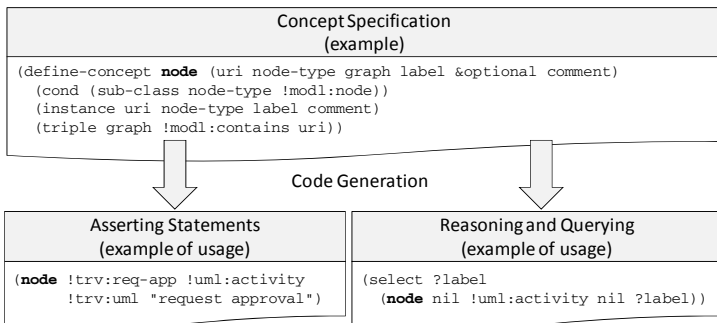 Concept Specification
(example)
(define-concept node (uri node-type graph label &optional comment)
(cond (sub-class node-type !modl:node))
(instance uri node-type label comment)
(triple graph !modl:contains uri))
Code Generation
Asserting Statements
(example of usage)
(node !trv:req-app !uml:activity
!trv:uml "request approval")
Reasoning and Querying
(example of usage)
(select ?label
(node nil !uml:activity nil ?label))